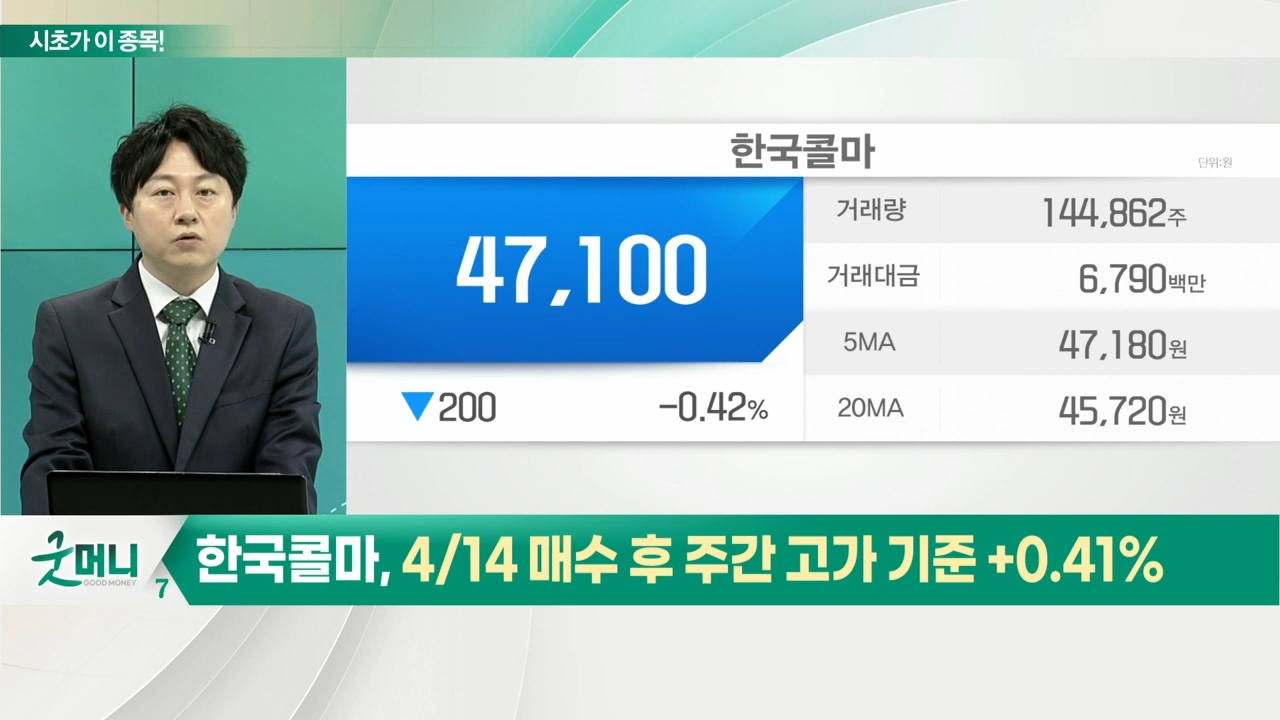 시초가 이 종목!
한국콜마
단위:원
47,100
▼200 -0.42%
거래량 144,862주
거래대금 6,790백만
5MA 47,180원
20MA 45,720원
굿머니
GOOD MONEY
7
한국콜마, 4/14 매수 후 주간 고가 기준 +0.41%